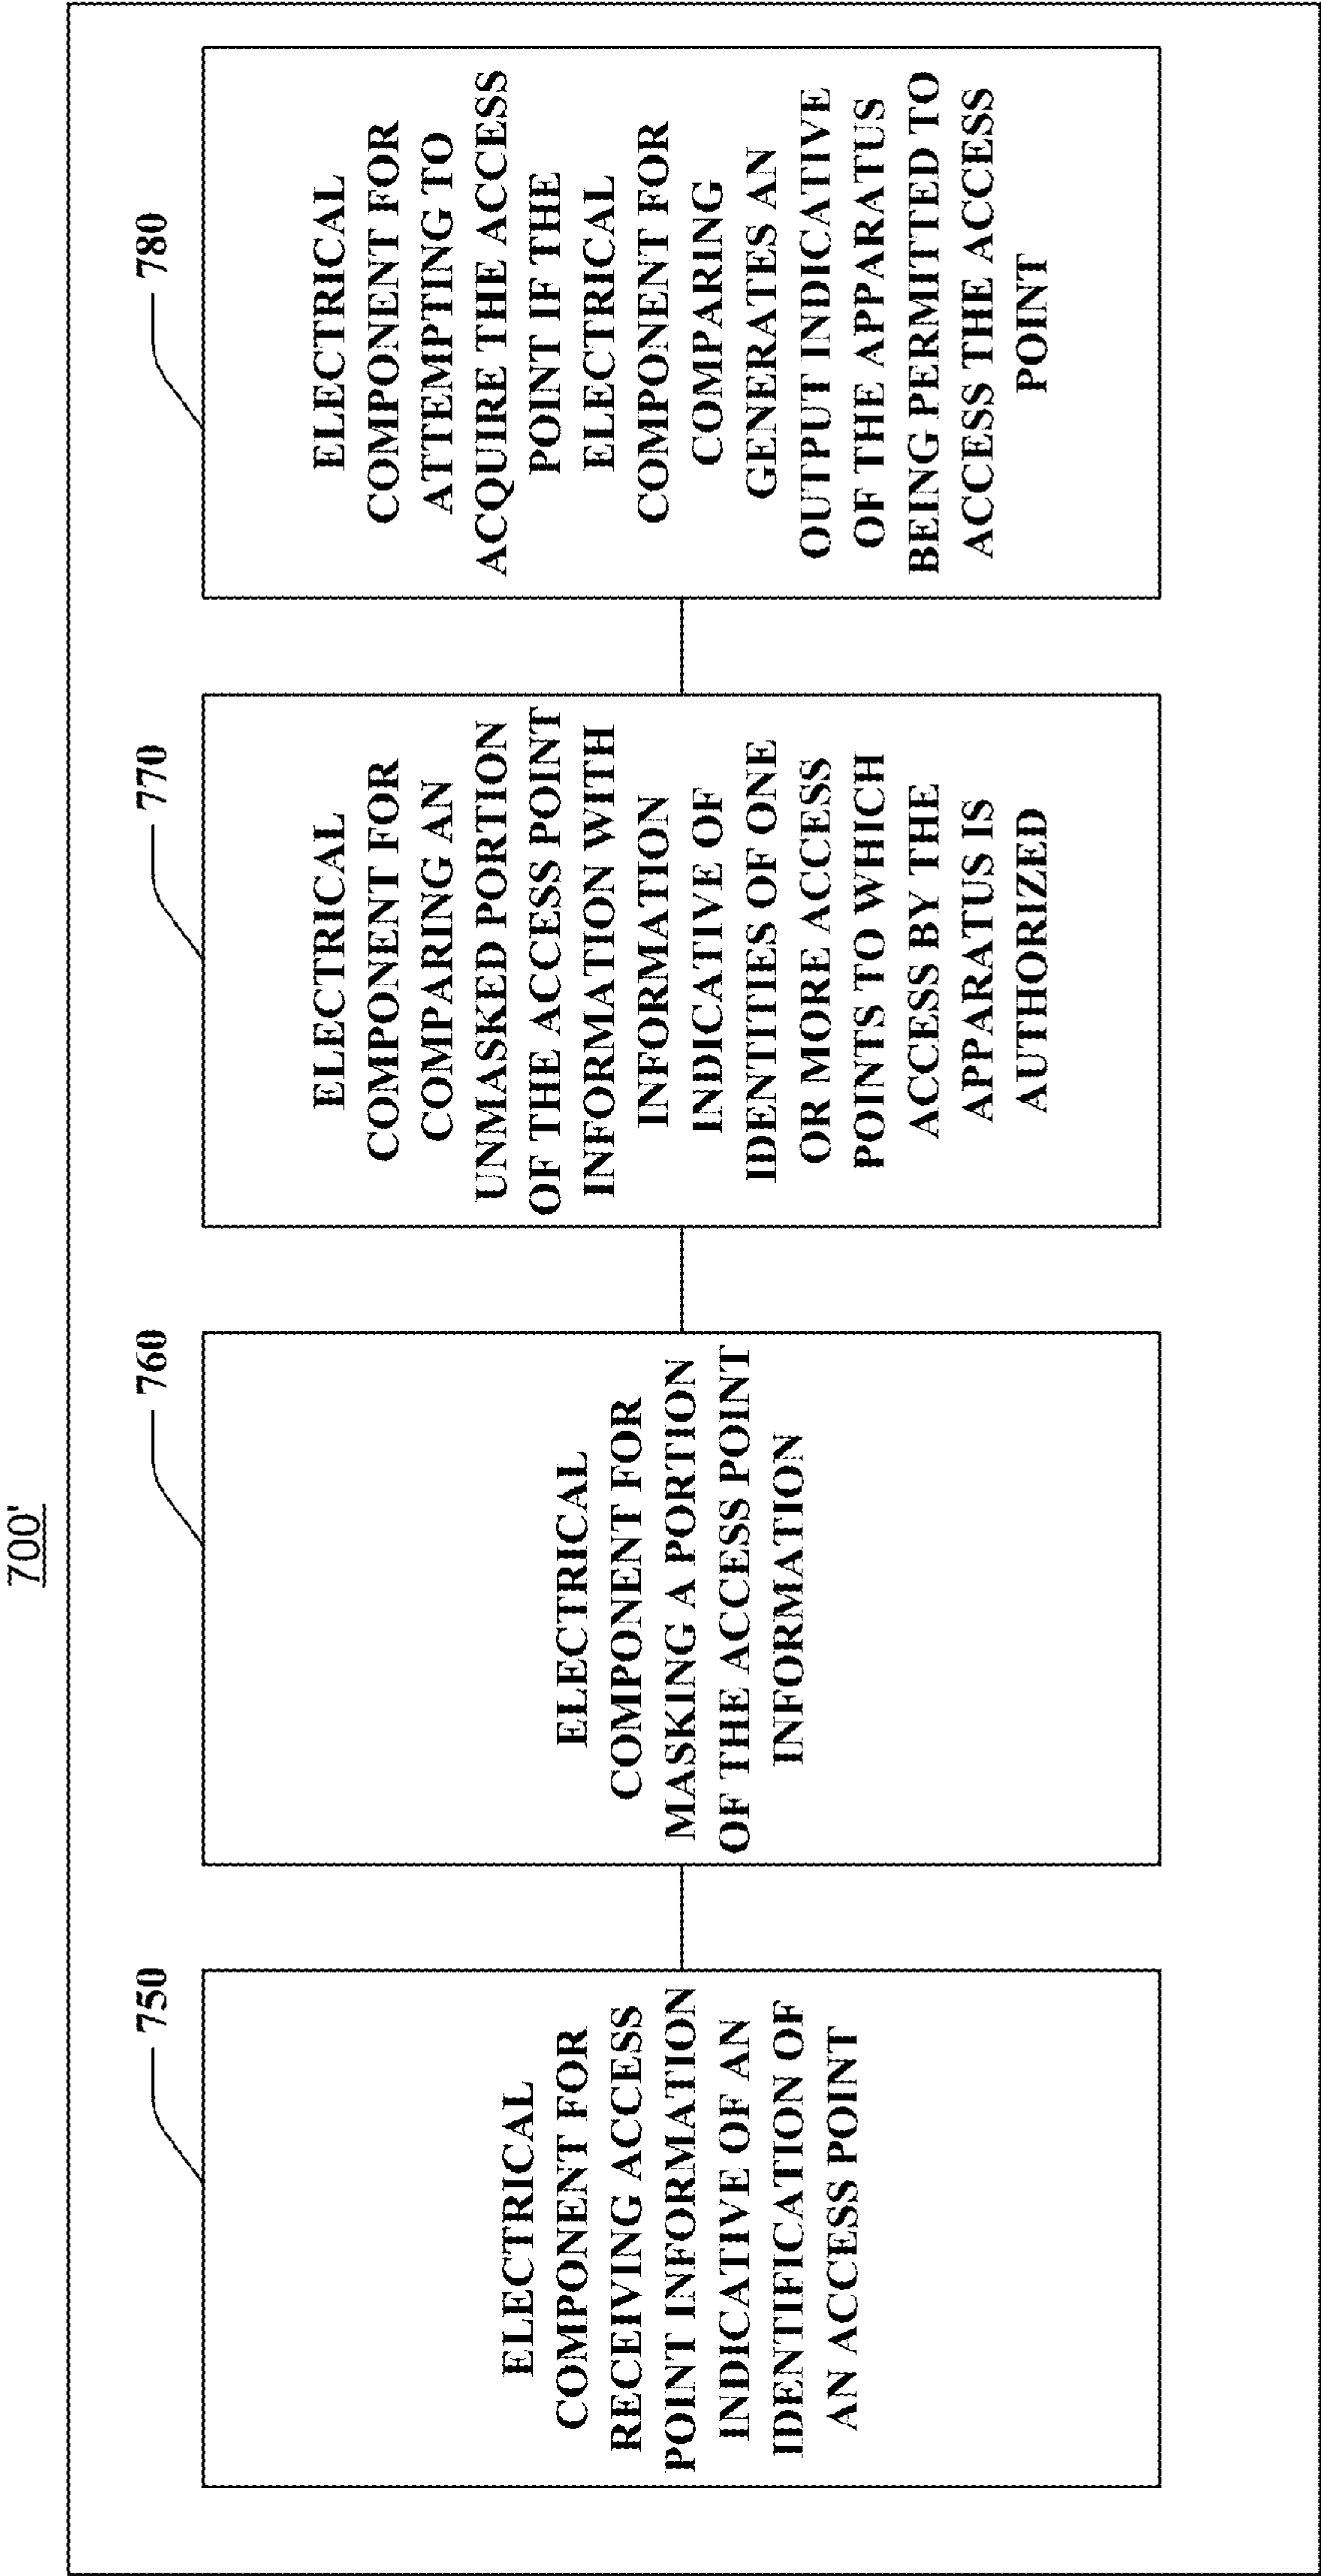 700'
750
ELECTRICAL
COMPONENT FOR
RECEIVING ACCESS
POINT INFORMATION
INDICATIVE OF AN
IDENTIFICATION OF
AN ACCESS POINT
760
ELECTRICAL
COMPONENT FOR
MASKING A PORTION
OF THE ACCESS POINT
INFORMATION
770
ELECTRICAL
COMPONENT FOR
COMPARING AN
UNMASKED PORTION
OF THE ACCESS POINT
INFORMATION WITH
INFORMATION
INDICATIVE OF
IDENTITIES OF ONE
OR MORE ACCESS
POINTS TO WHICH
ACCESS BY THE
APPARATUS IS
AUTHORIZED
780
ELECTRICAL
COMPONENT FOR
ATTEMPTING TO
ACQUIRE THE ACCESS
POINT IF THE
ELECTRICAL
COMPONENT FOR
COMPARING
GENERATES AN
OUTPUT INDICATIVE
OF THE APPARATUS
BEING PERMITTED TO
ACCESS THE ACCESS
POINT